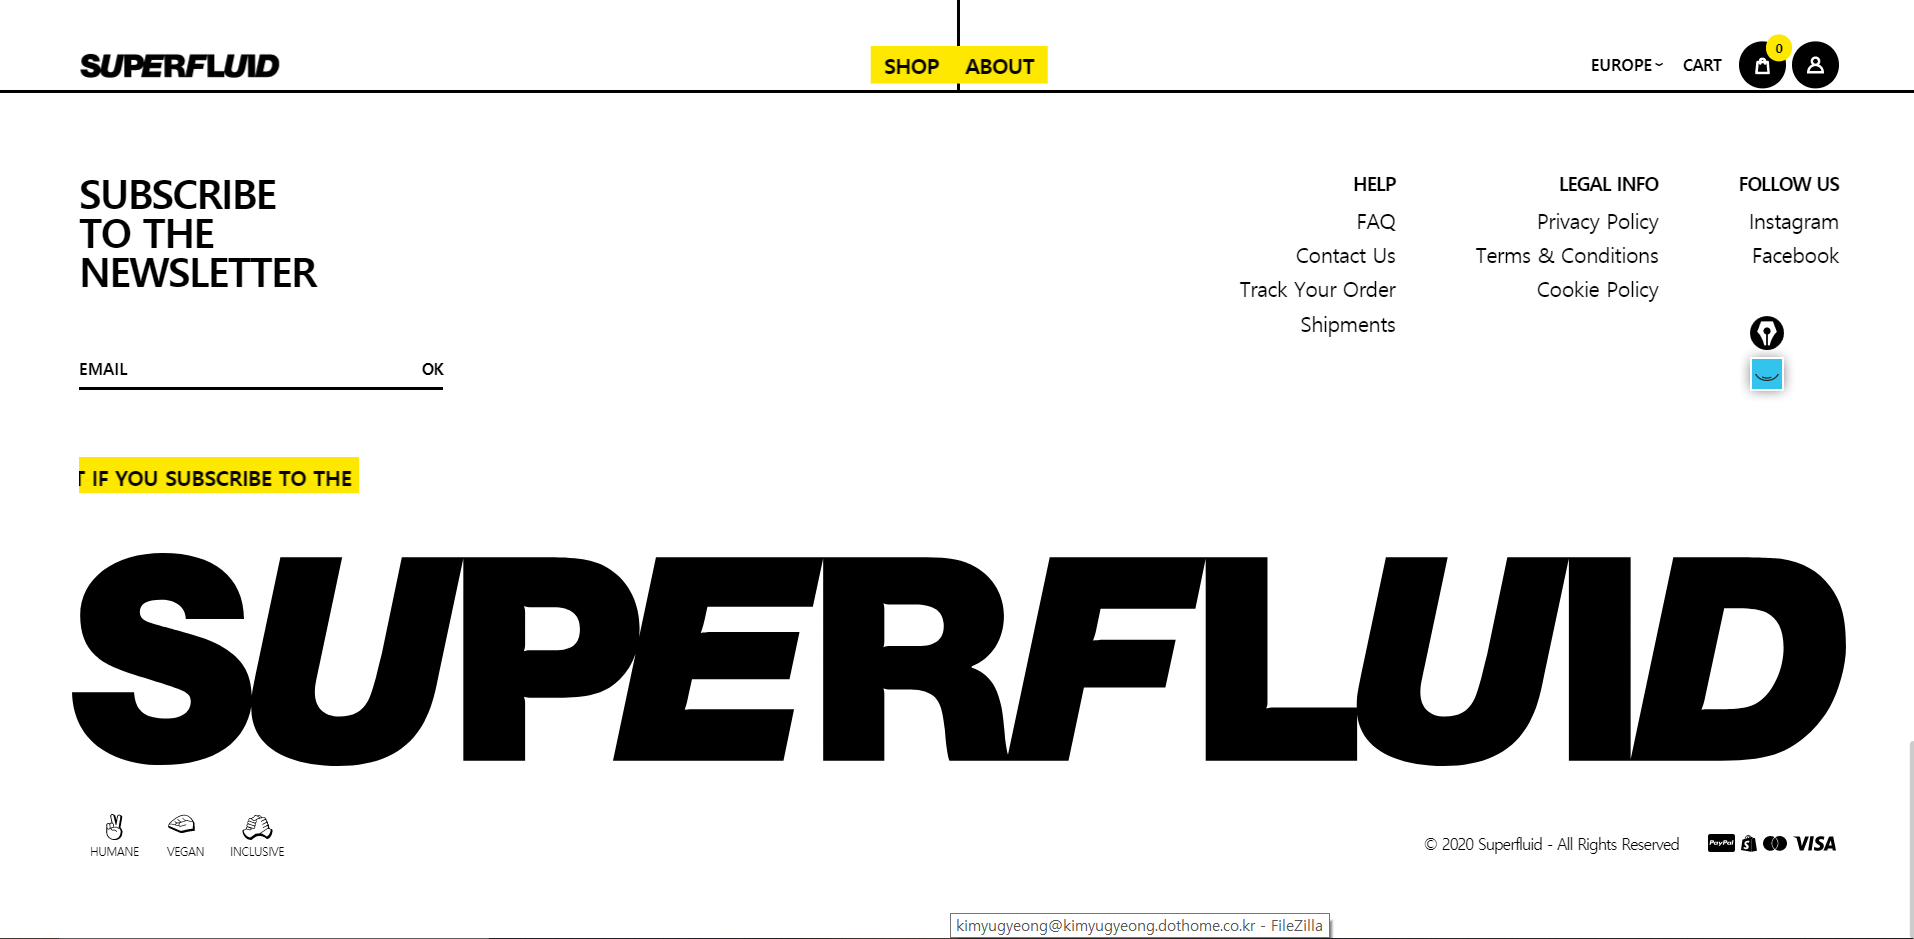 SUPERFLUID
SHOP ABOUT
EUROPE CART 0
SUBSCRIBE
TO THE
NEWSLETTER
EMAIL OK
HELP
FAQ
Contact Us
Track Your Order
Shipments
LEGAL INFO
Privacy Policy
Terms & Conditions
Cookie Policy
FOLLOW US
Instagram
Facebook
T IF YOU SUBSCRIBE TO THE
SUPERFLUID
HUMANE VEGAN INCLUSIVE
© 2020 Superfluid - All Rights Reserved PayPal VISA
kimyugyeong@kimyugyeong.dothome.co.kr - FileZilla